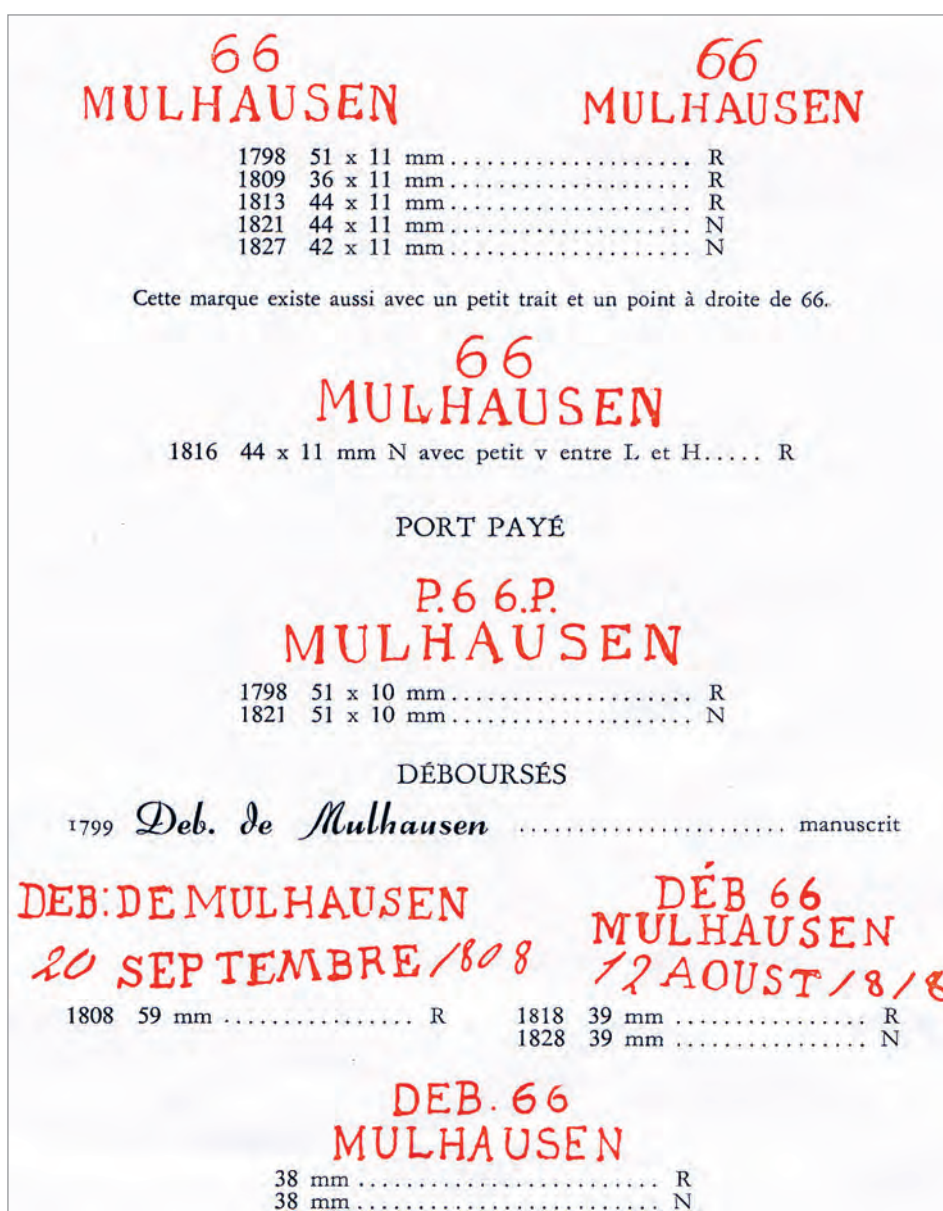 66 66
MULHAUSEN MULHAUSEN
1798 51 x 11 mm..................... R
1809 36 x 11 mm..................... R
1813 44 x 11 mm..................... R
1821 44 x 11 mm..................... N
1827 42 x 11 mm..................... N
Cette marque existe aussi avec un petit trait et un point à droite de 66.
66
MULvHAUSEN
1816 44 x 11 mm N avec petit v entre L et H..... R
PORT PAYÉ
P.6 6.P.
MULHAUSEN
1798 51 x 10 mm..................... R
1821 51 x 10 mm..................... N
DÉBOURSÉS
1799 Deb. de Mulhausen ....................... manuscrit
DEB: DE MULHAUSEN DÉB 66
MULHAUSEN
20 SEPTEMBRE 1808 12 AOUST 1818
1808 59 mm ................ R 1818 39 mm ................ R
1828 39 mm ................ N
DEB. 66
MULHAUSEN
38 mm .......................... R
38 mm .......................... N